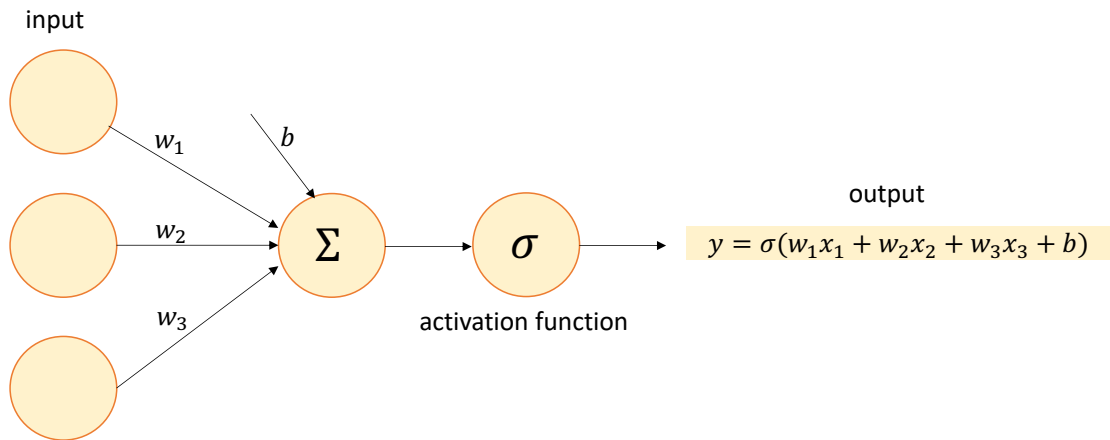 input
w₁
b
w₂
w₃
Σ
σ
activation function
output
y = σ(w₁x₁ + w₂x₂ + w₃x₃ + b)